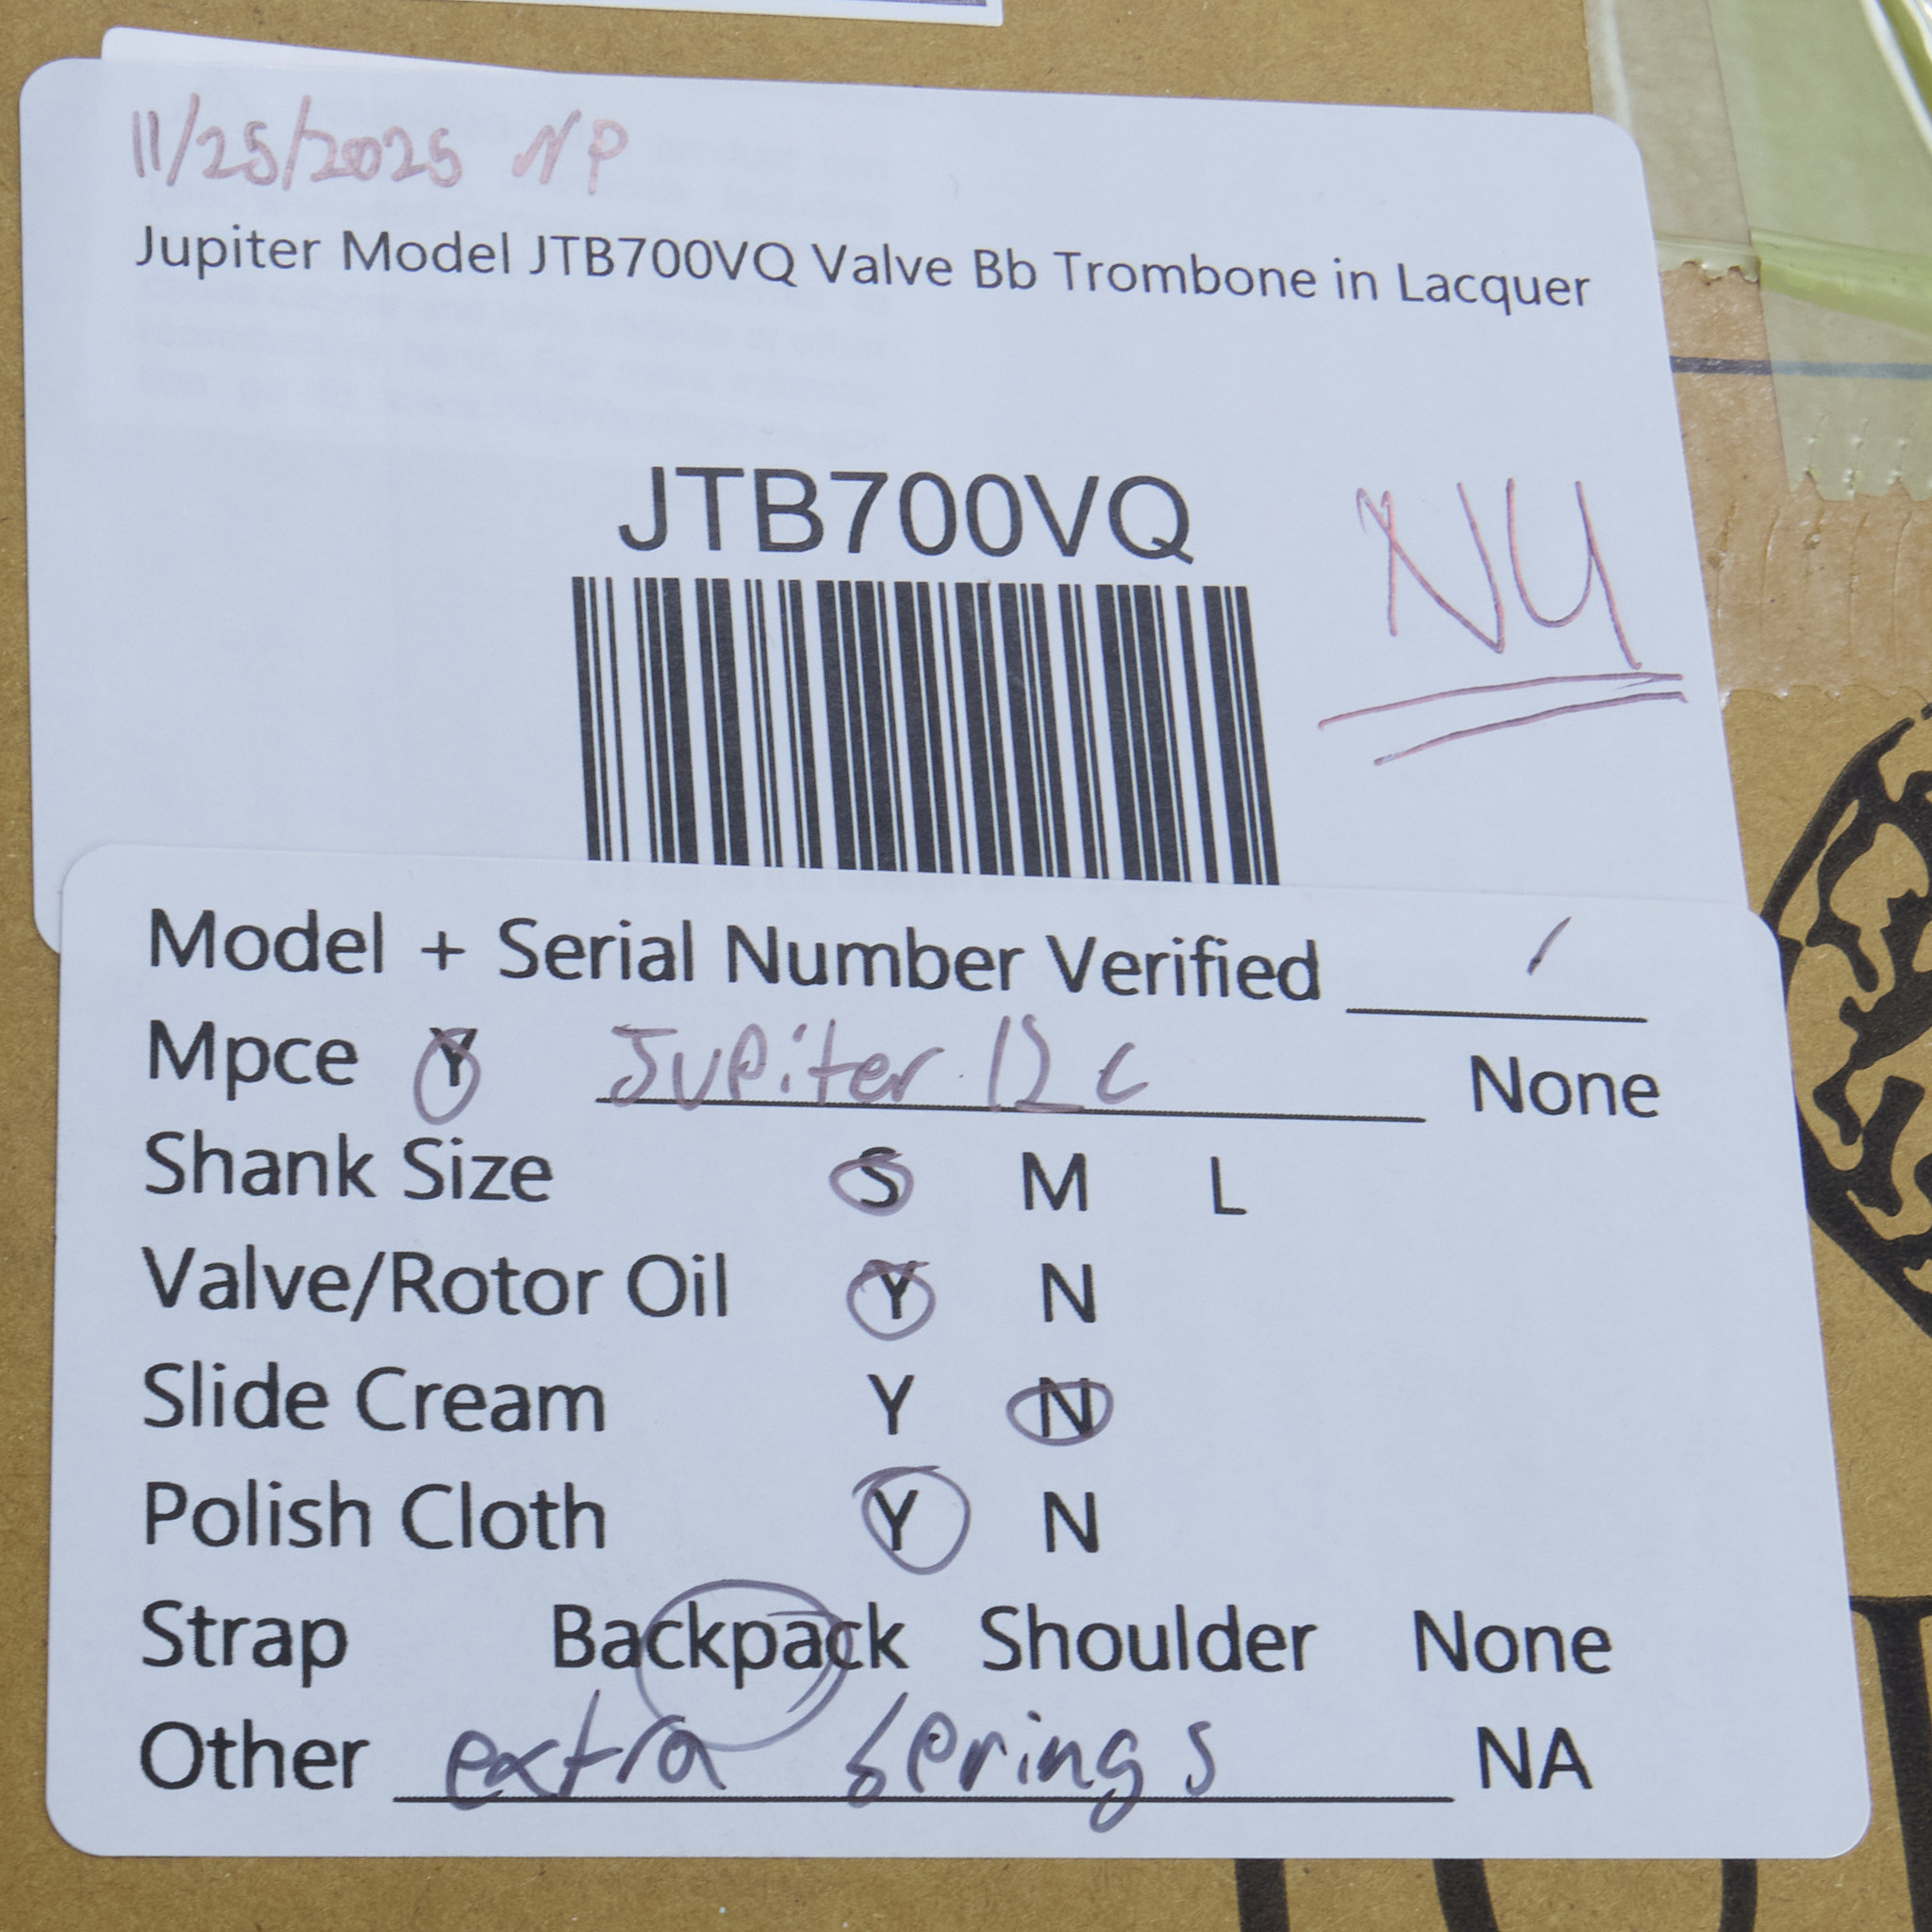 11/25/2025 NP
Jupiter Model JTB700VQ Valve Bb Trombone in Lacquer
JTB700VQ
NU
Model + Serial Number Verified
Mpce Y Jupiter 12C None
Shank Size S M L
Valve/Rotor Oil Y N
Slide Cream Y N
Polish Cloth Y N
Strap Backpack Shoulder None
Other extra springs NA